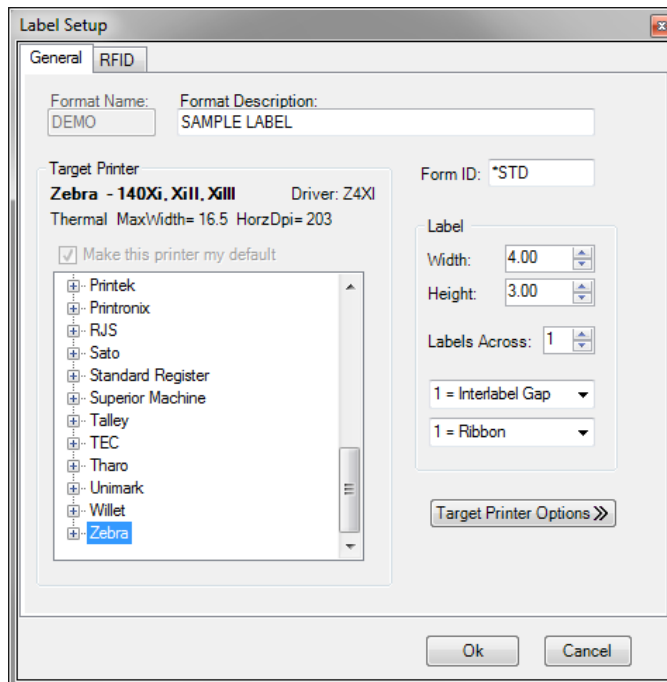 Label Setup
General RFID
Format Name: Format Description:
DEMO SAMPLE LABEL
Target Printer
Zebra - 140Xi, XiII, XiIII Driver: Z4XI
Thermal MaxWidth= 16.5 HorzDpi= 203
Make this printer my default
Printek
Printronix
RJS
Sato
Standard Register
Superior Machine
Talley
TEC
Tharo
Unimark
Willet
Zebra
Form ID: *STD
Label
Width: 4.00
Height: 3.00
Labels Across: 1
1 = Interlabel Gap
1 = Ribbon
Target Printer Options
Ok Cancel